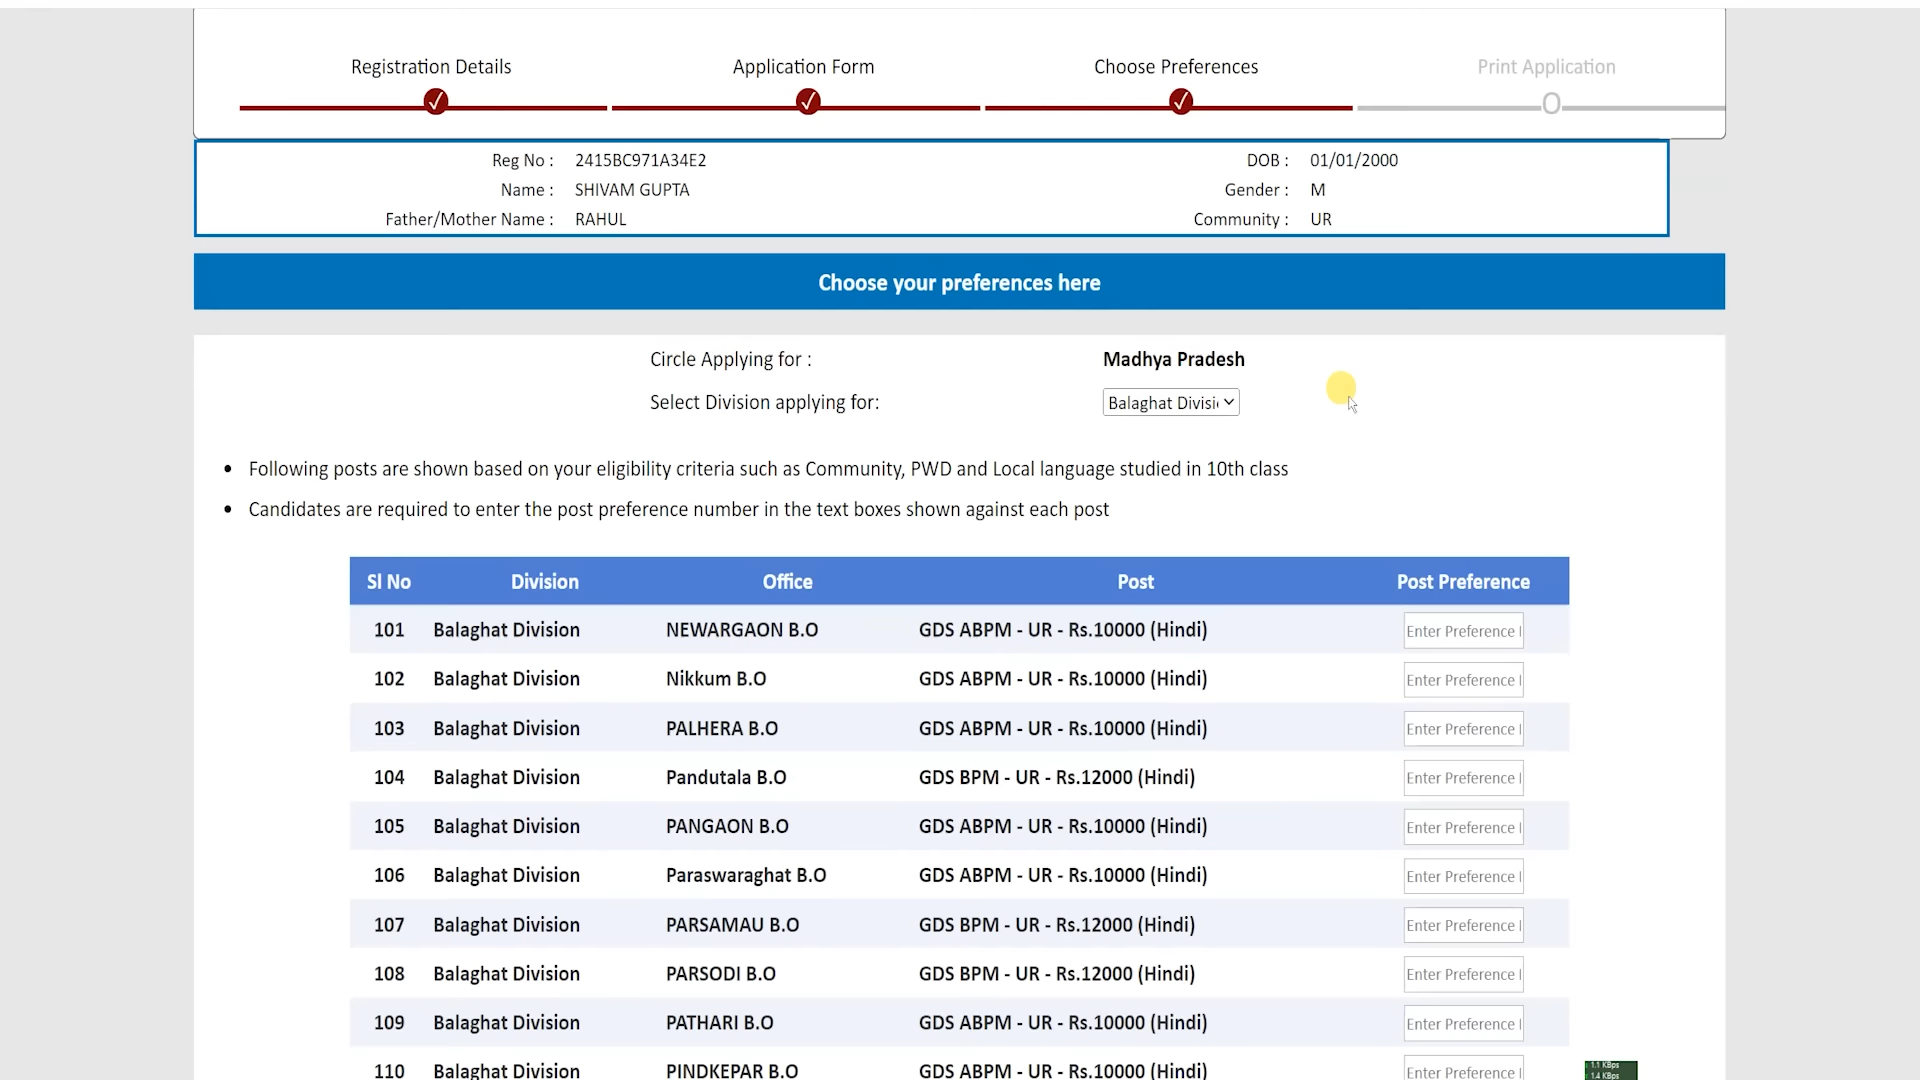 Registration Details Application Form Choose Preferences Print Application
Reg No : 2415BC971A34E2 DOB : 01/01/2000
Name : SHIVAM GUPTA Gender : M
Father/Mother Name : RAHUL Community : UR
Choose your preferences here
Circle Applying for : Madhya Pradesh
Select Division applying for: Balaghat Divisi
• Following posts are shown based on your eligibility criteria such as Community, PWD and Local language studied in 10th class
• Candidates are required to enter the post preference number in the text boxes shown against each post
Sl No Division Office Post Post Preference
101 Balaghat Division NEWARGAON B.O GDS ABPM - UR - Rs.10000 (Hindi) Enter Preference
102 Balaghat Division Nikkum B.O GDS ABPM - UR - Rs.10000 (Hindi) Enter Preference
103 Balaghat Division PALHERA B.O GDS ABPM - UR - Rs.10000 (Hindi) Enter Preference
104 Balaghat Division Pandutala B.O GDS BPM - UR - Rs.12000 (Hindi) Enter Preference
105 Balaghat Division PANGAON B.O GDS ABPM - UR - Rs.10000 (Hindi) Enter Preference
106 Balaghat Division Paraswaraghat B.O GDS ABPM - UR - Rs.10000 (Hindi) Enter Preference
107 Balaghat Division PARSAMAU B.O GDS BPM - UR - Rs.12000 (Hindi) Enter Preference
108 Balaghat Division PARSODI B.O GDS BPM - UR - Rs.12000 (Hindi) Enter Preference
109 Balaghat Division PATHARI B.O GDS ABPM - UR - Rs.10000 (Hindi) Enter Preference
110 Balaghat Division PINDKEPAR B.O GDS ABPM - UR - Rs.10000 (Hindi) Enter Preference
1.1 KBps
1.4 KBps